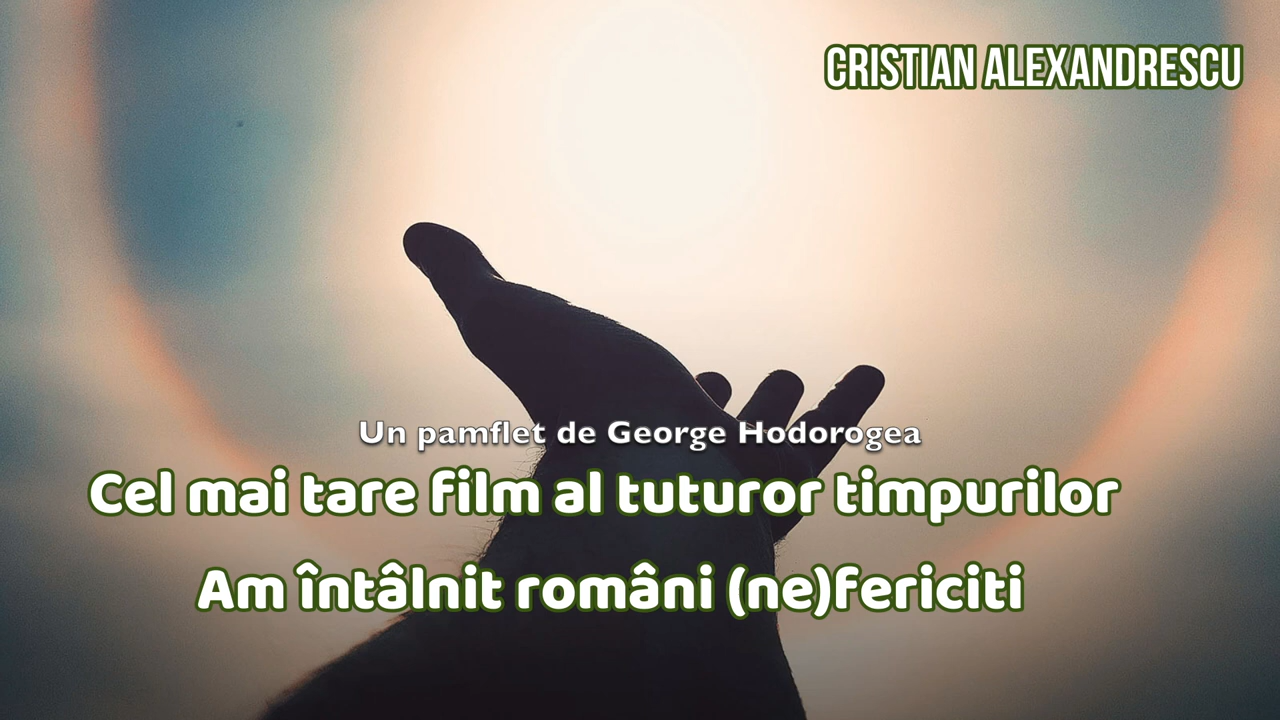 CRISTIAN ALEXANDRESCU
Un pamflet de George Hodorogea
Cel mai tare film al tuturor timpurilor
Am întâlnit români (ne)fericiti